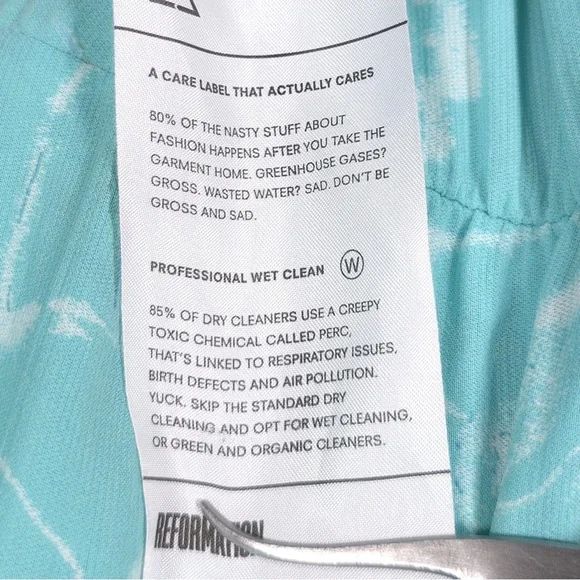 A CARE LABEL THAT ACTUALLY CARES
80% OF THE NASTY STUFF ABOUT
FASHION HAPPENS AFTER YOU TAKE THE
GARMENT HOME. GREENHOUSE GASES?
GROSS. WASTED WATER? SAD. DON'T BE
GROSS AND SAD.
PROFESSIONAL WET CLEAN W
85% OF DRY CLEANERS USE A CREEPY
TOXIC CHEMICAL CALLED PERC,
THAT'S LINKED TO RESPIRATORY ISSUES,
BIRTH DEFECTS AND AIR POLLUTION.
YUCK. SKIP THE STANDARD DRY
CLEANING AND OPT FOR WET CLEANING,
OR GREEN AND ORGANIC CLEANERS.
REFORMATION